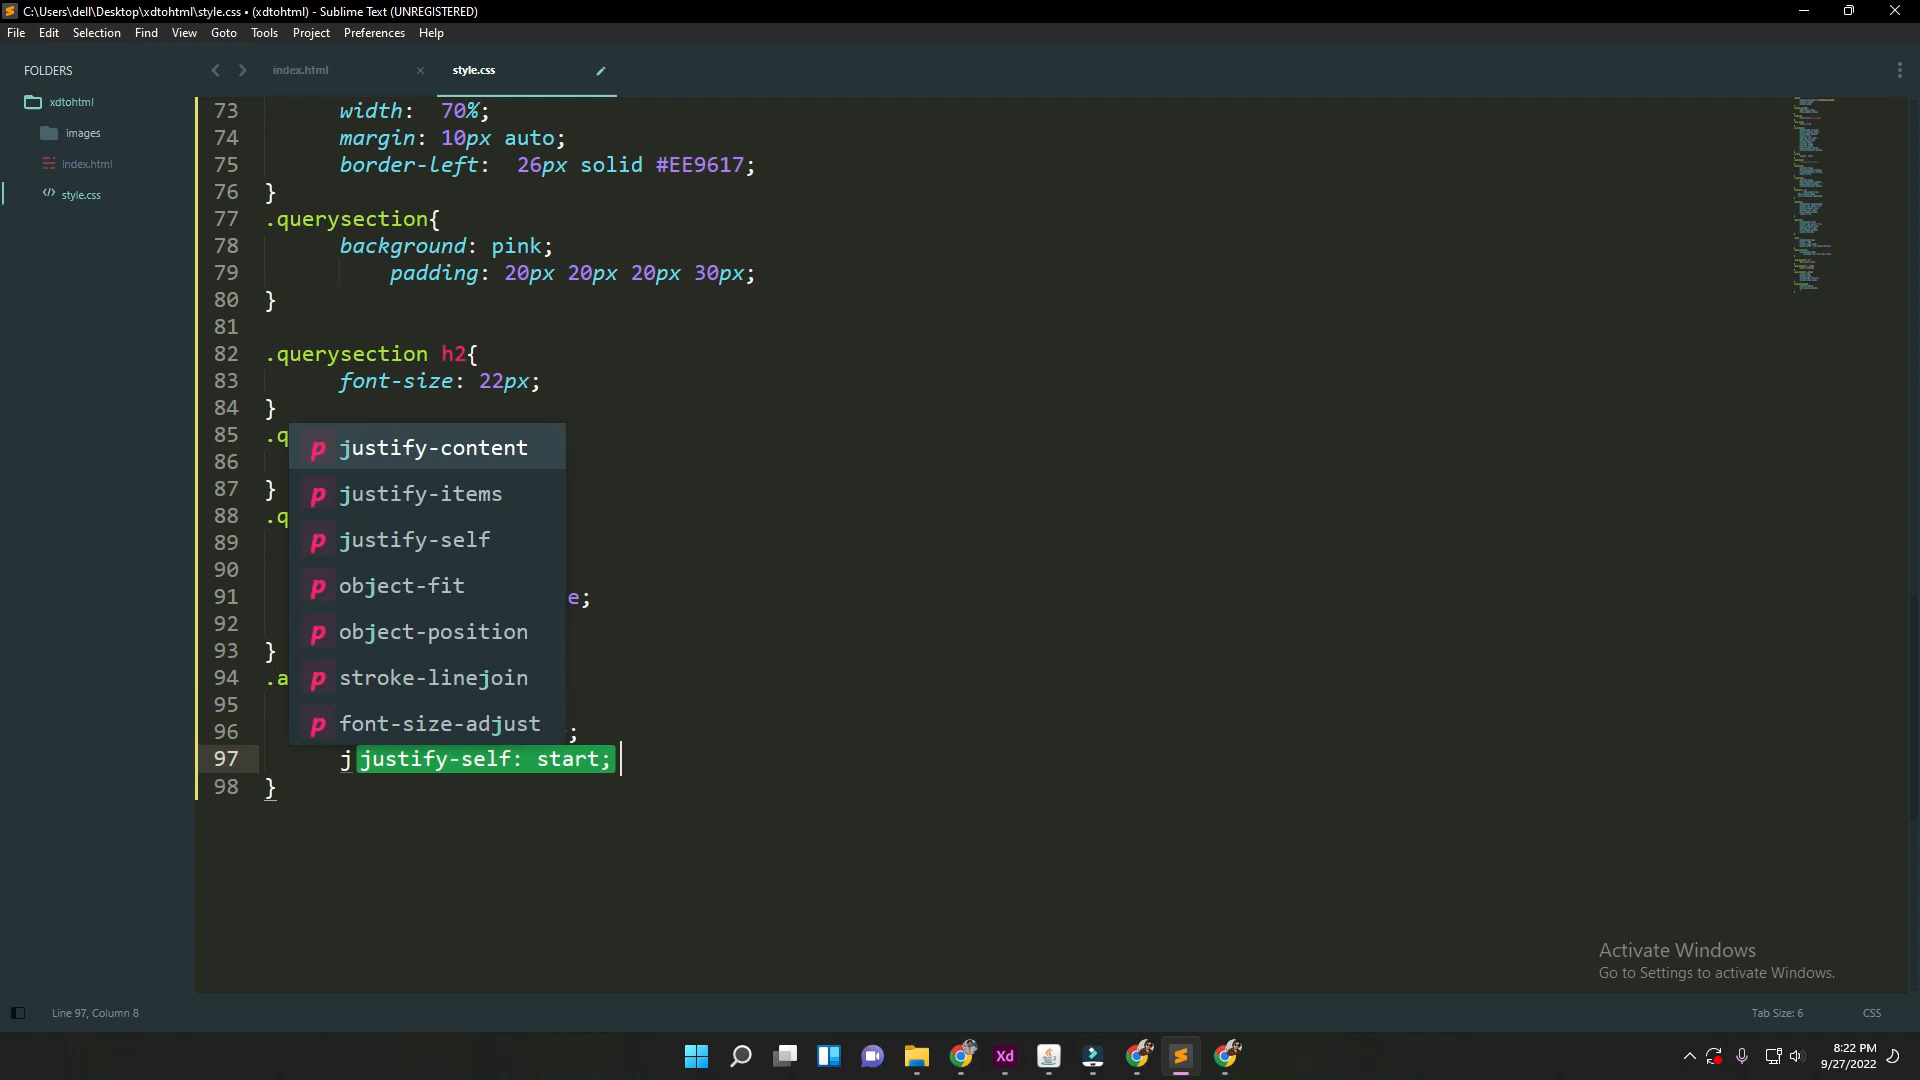 C:\Users\dell\Desktop\xdtohtml\style.css • (xdtohtml) - Sublime Text (UNREGISTERED)
File Edit Selection Find View Goto Tools Project Preferences Help
FOLDERS
xdtohtml
images
index.html
style.css
index.html
style.css
73 width: 70%;
74 margin: 10px auto;
75 border-left: 26px solid #EE9617;
76 }
77 .querysection{
78 background: pink;
79 padding: 20px 20px 20px 30px;
80 }
81
82 .querysection h2{
83 font-size: 22px;
84 }
85 .q
86
87 }
88 .q
89
90
91 e;
92
93 }
94 .a
95
96 ;
97 j justify-self: start;
98 }
p justify-content
p justify-items
p justify-self
p object-fit
p object-position
p stroke-linejoin
p font-size-adjust
Activate Windows
Go to Settings to activate Windows.
Line 97, Column 8
Tab Size: 6
CSS
Xd
8:22 PM
9/27/2022